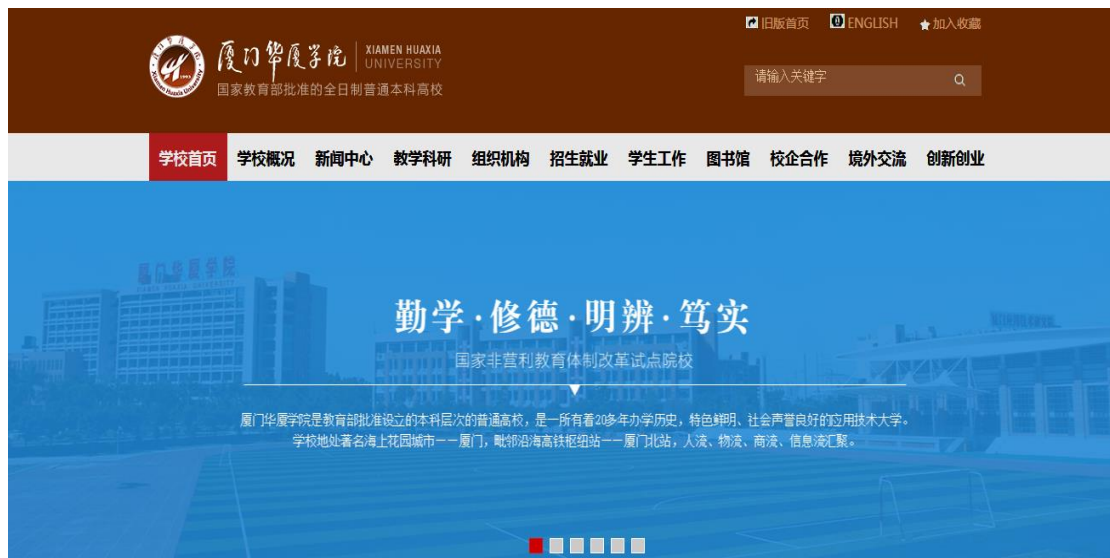 旧版首页 ENGLISH 加入收藏
厦门华厦学院 XIAMEN HUAXIA
UNIVERSITY
国家教育部批准的全日制普通本科高校
请输入关键字
学校首页 学校概况 新闻中心 教学科研 组织机构 招生就业 学生工作 图书馆 校企合作 境外交流 创新创业
厦门华厦学院
勤学·修德·明辨·笃实
国家非营利教育体制改革试点院校
厦门华厦学院是教育部批准设立的本科层次的普通高校，是一所有着20多年办学历史，特色鲜明、社会声誉良好的应用技术大学。
学校地处著名海上花园城市——厦门，毗邻沿海高铁枢纽站——厦门北站，人流、物流、商流、信息流汇聚。